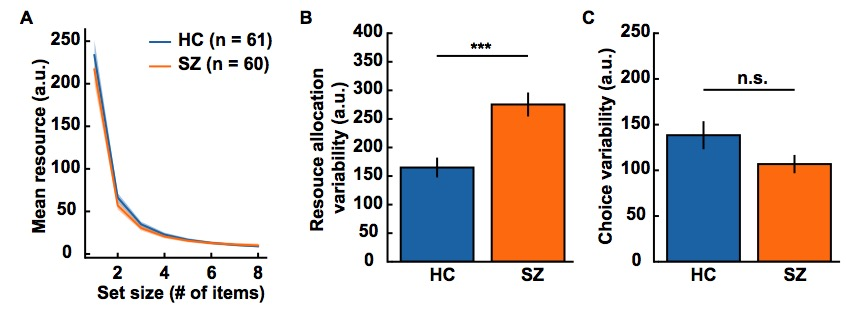 A
HC (n = 61)
SZ (n = 60)
Mean resource (a.u.)
250
200
150
100
50
0
2 4 6 8
Set size (# of items)
B
Resouce allocation
variability (a.u.)
400
350
300
250
200
150
100
50
0
***
HC SZ
C
Choice variability (a.u.)
250
200
150
100
50
0
n.s.
HC SZ